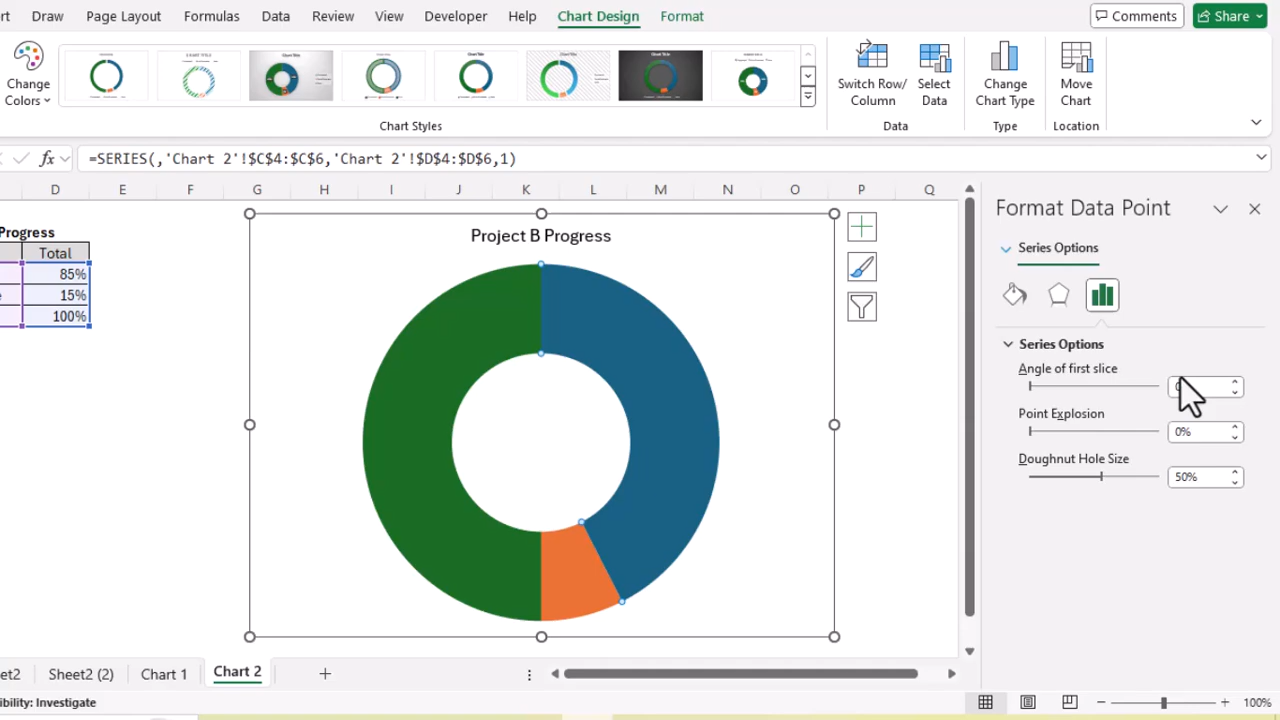 rt Draw Page Layout Formulas Data Review View Developer Help Chart Design Format Comments Share
Change
Colors
Chart Styles
Switch Row/
Column
Select
Data
Data
Change
Chart Type
Type
Move
Chart
Location
fx =SERIES(,'Chart 2'!$C$4:$C$6,'Chart 2'!$D$4:$D$6,1)
D E F G H I J K L M N O P Q
Progress
Total
85%
e 15%
100%
Project B Progress
Format Data Point
Series Options
Series Options
Angle of first slice
Point Explosion
0%
Doughnut Hole Size
50%
et2 Sheet2 (2) Chart 1 Chart 2
ibility: Investigate
100%